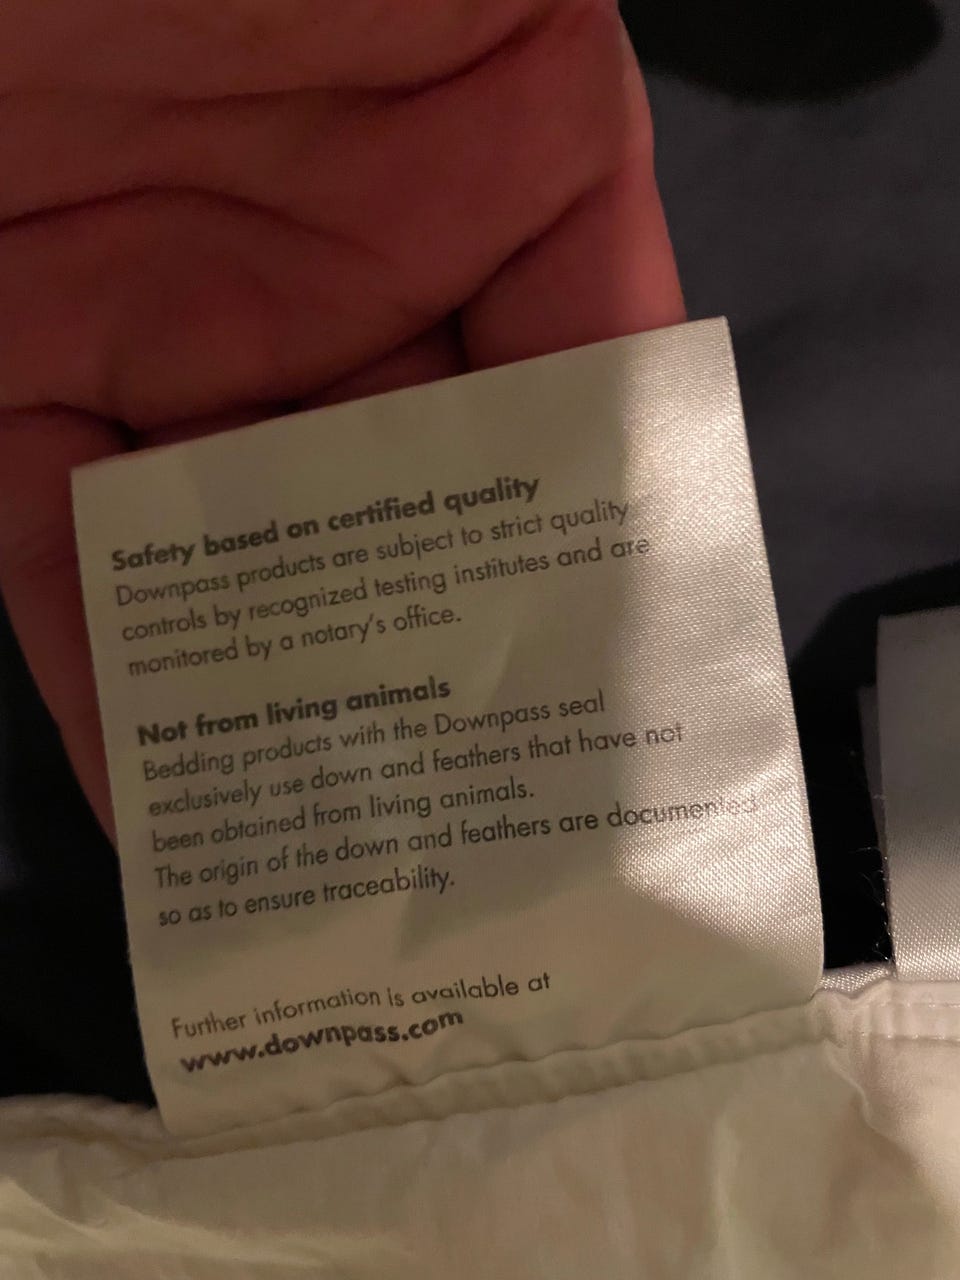 Safety based on certified quality
Downpass products are subject to strict quality
controls by recognized testing institutes and are
monitored by a notary's office.
Not from living animals
Bedding products with the Downpass seal
exclusively use down and feathers that have not
been obtained from living animals.
The origin of the down and feathers are documented
so as to ensure traceability.
Further information is available at
www.downpass.com